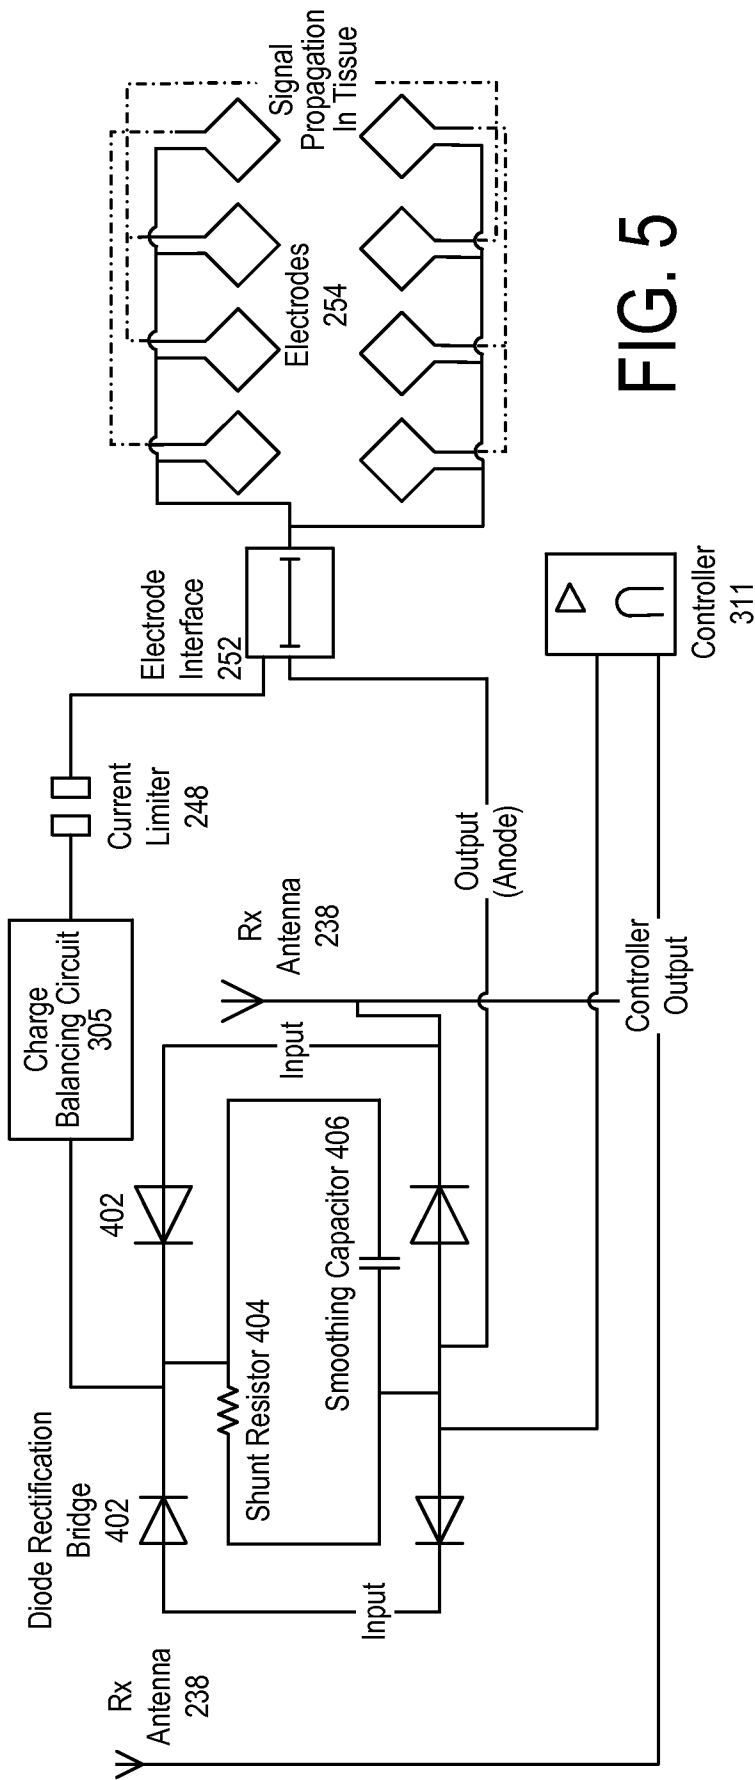 Rx
Antenna
238
Diode Rectification
Bridge
402
402
Input
Input
Shunt Resistor 404
Smoothing Capacitor 406
Charge
Balancing Circuit
305
Rx
Antenna
238
Current
Limiter
248
Output
(Anode)
Controller
Output
Electrode
Interface
252
Controller
311
Electrodes
254
Signal
Propagation
In Tissue
FIG. 5